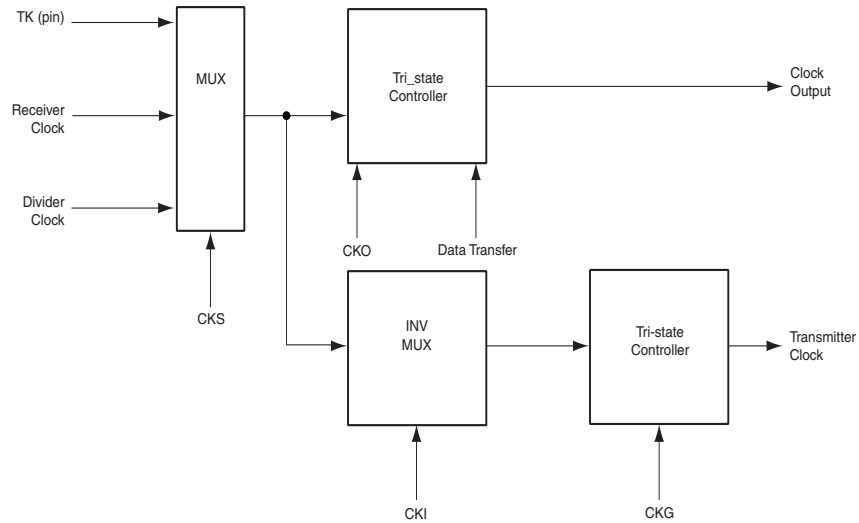 TK (pin)
MUX
Tri_state
Controller
Clock
Output
Receiver
Clock
Divider
Clock
CKO
Data Transfer
CKS
INV
MUX
Tri-state
Controller
Transmitter
Clock
CKI
CKG